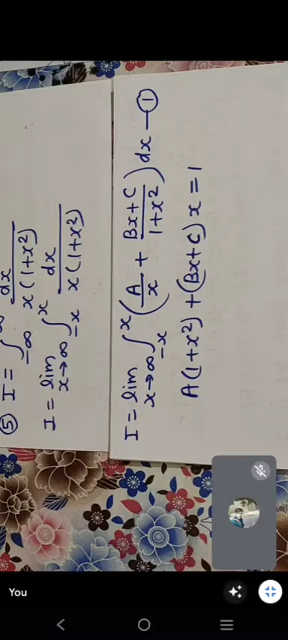 ⑤ I = ∫_{-∞}^{∞} dx / x(1+x²)
I = lim_{x→∞} ∫_{-x}^{x} dx / x(1+x²)
I = lim_{x→∞} ∫_{-x}^{x} (A/x + Bx+C / 1+x²) dx — ①
A(1+x²) + (Bx+C)x = 1
You